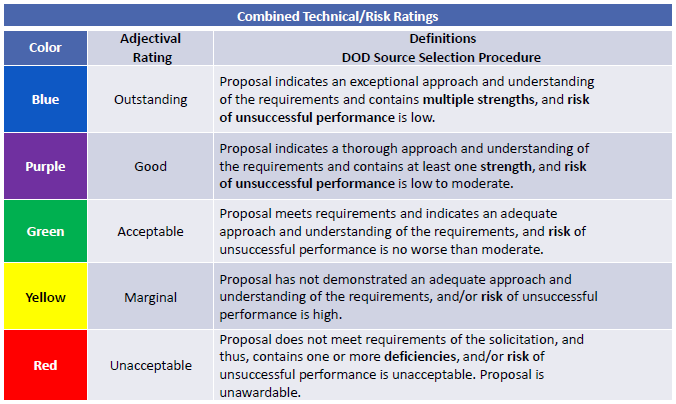 Combined Technical/Risk Ratings
Color
Adjectival
Rating
Definitions
DOD Source Selection Procedure
Blue
Outstanding
Proposal indicates an exceptional approach and understanding
of the requirements and contains multiple strengths, and risk
of unsuccessful performance is low.
Purple
Good
Proposal indicates a thorough approach and understanding of
the requirements and contains at least one strength, and risk
of unsuccessful performance is low to moderate.
Green
Acceptable
Proposal meets requirements and indicates an adequate
approach and understanding of the requirements, and risk of
unsuccessful performance is no worse than moderate.
Yellow
Marginal
Proposal has not demonstrated an adequate approach and
understanding of the requirements, and/or risk of unsuccessful
performance is high.
Red
Unacceptable
Proposal does not meet requirements of the solicitation, and
thus, contains one or more deficiencies, and/or risk of
unsuccessful performance is unacceptable. Proposal is
unawardable.